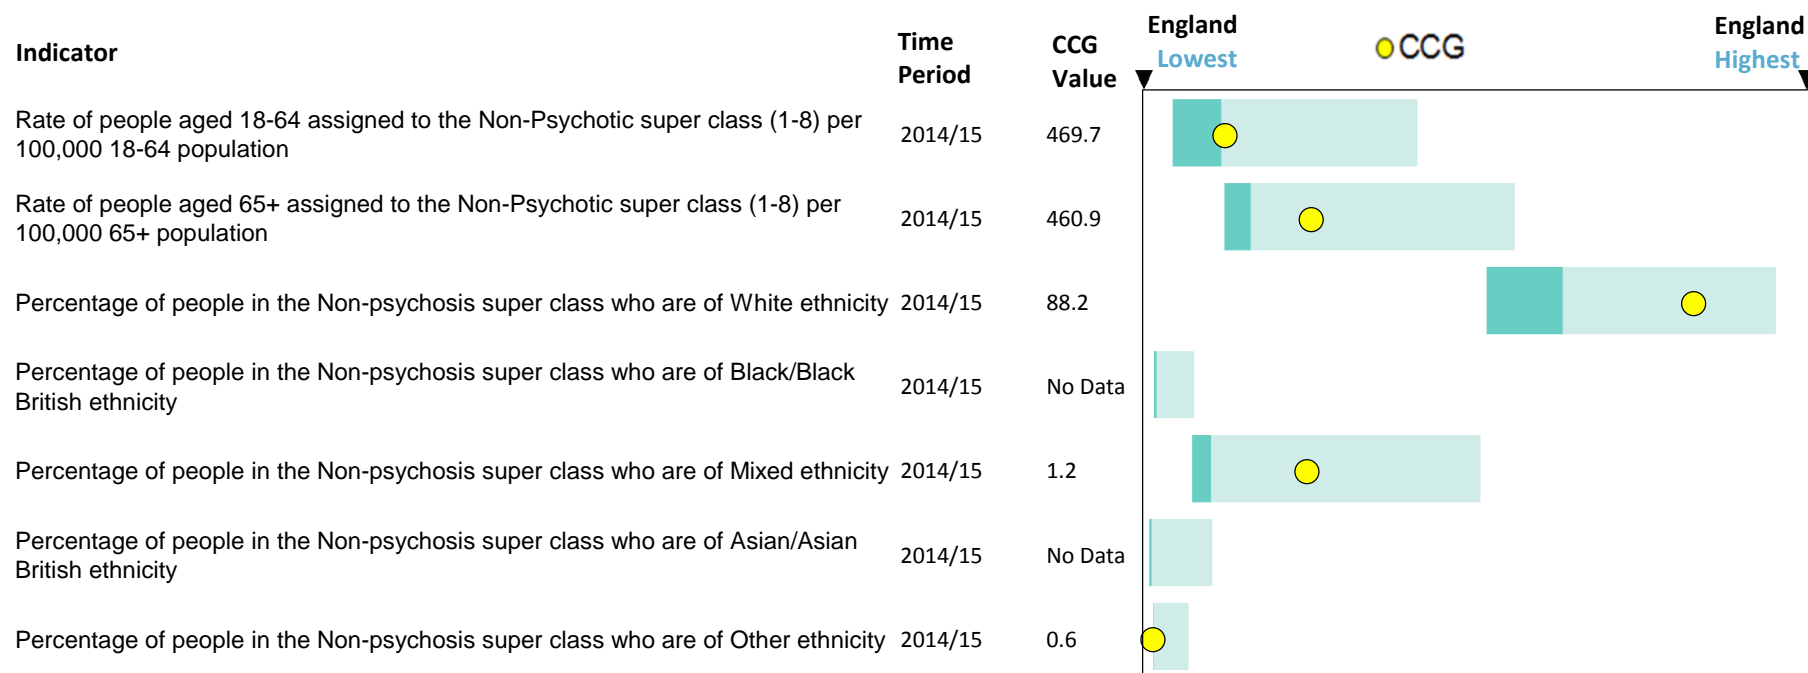 Indicator
Time Period
CCG Value
England Lowest
CCG
England Highest
Rate of people aged 18-64 assigned to the Non-Psychotic super class (1-8) per
100,000 18-64 population
2014/15
469.7
Rate of people aged 65+ assigned to the Non-Psychotic super class (1-8) per
100,000 65+ population
2014/15
460.9
Percentage of people in the Non-psychosis super class who are of White ethnicity
2014/15
88.2
Percentage of people in the Non-psychosis super class who are of Black/Black
British ethnicity
2014/15
No Data
Percentage of people in the Non-psychosis super class who are of Mixed ethnicity
2014/15
1.2
Percentage of people in the Non-psychosis super class who are of Asian/Asian
British ethnicity
2014/15
No Data
Percentage of people in the Non-psychosis super class who are of Other ethnicity
2014/15
0.6